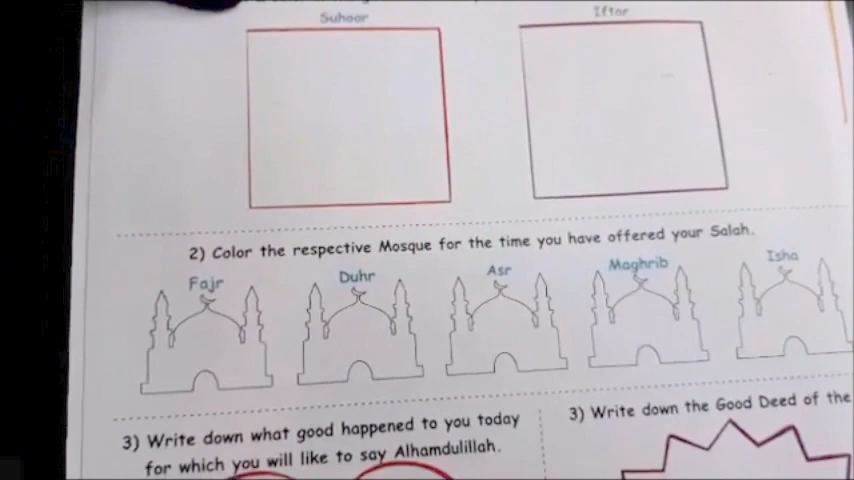 Suhoor
Iftar
2) Color the respective Mosque for the time you have offered your Salah.
Fajr
Duhr
Asr
Maghrib
Isha
3) Write down what good happened to you today
for which you will like to say Alhamdulillah.
3) Write down the Good Deed of the